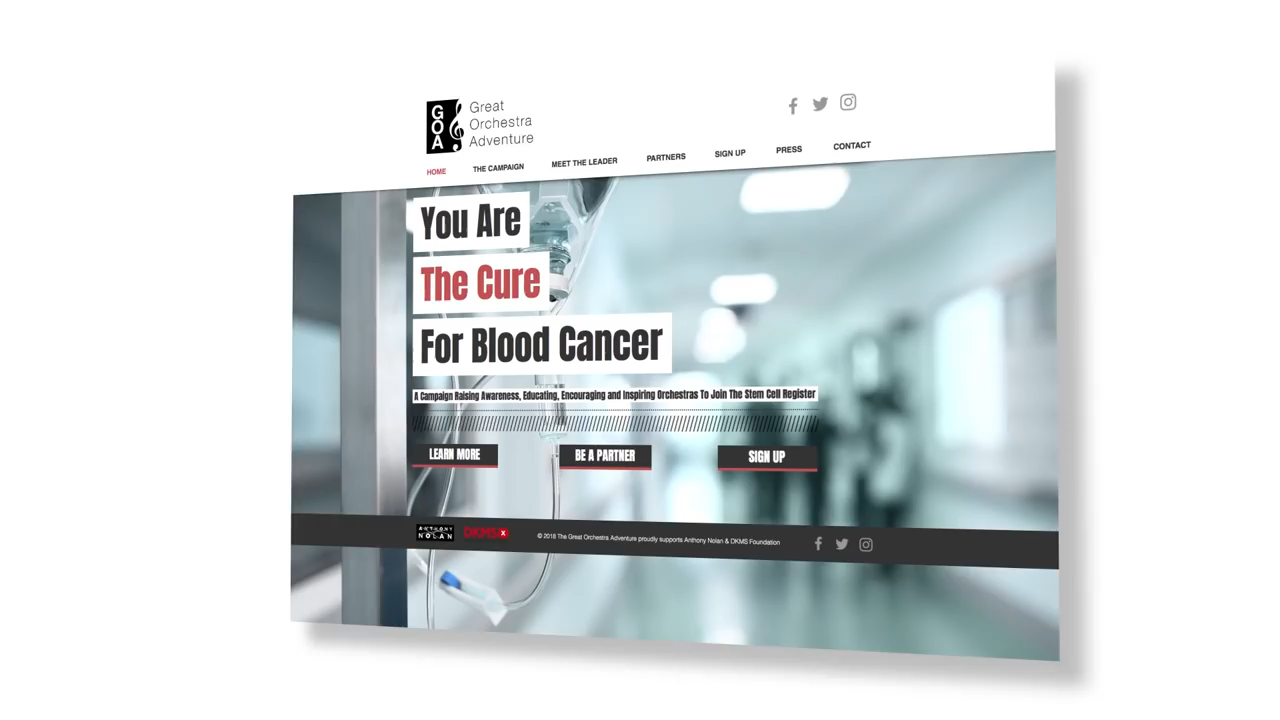 GOA
Great
Orchestra
Adventure
HOME THE CAMPAIGN MEET THE LEADER PARTNERS SIGN UP PRESS CONTACT
You Are
The Cure
For Blood Cancer
A Campaign Raising Awareness, Educating, Encouraging and Inspiring Orchestras To Join The Stem Cell Register
LEARN MORE BE A PARTNER SIGN UP
ANTHONY
NOLAN
DKMS
© 2018 The Great Orchestra Adventure proudly supports Anthony Nolan & DKMS Foundation